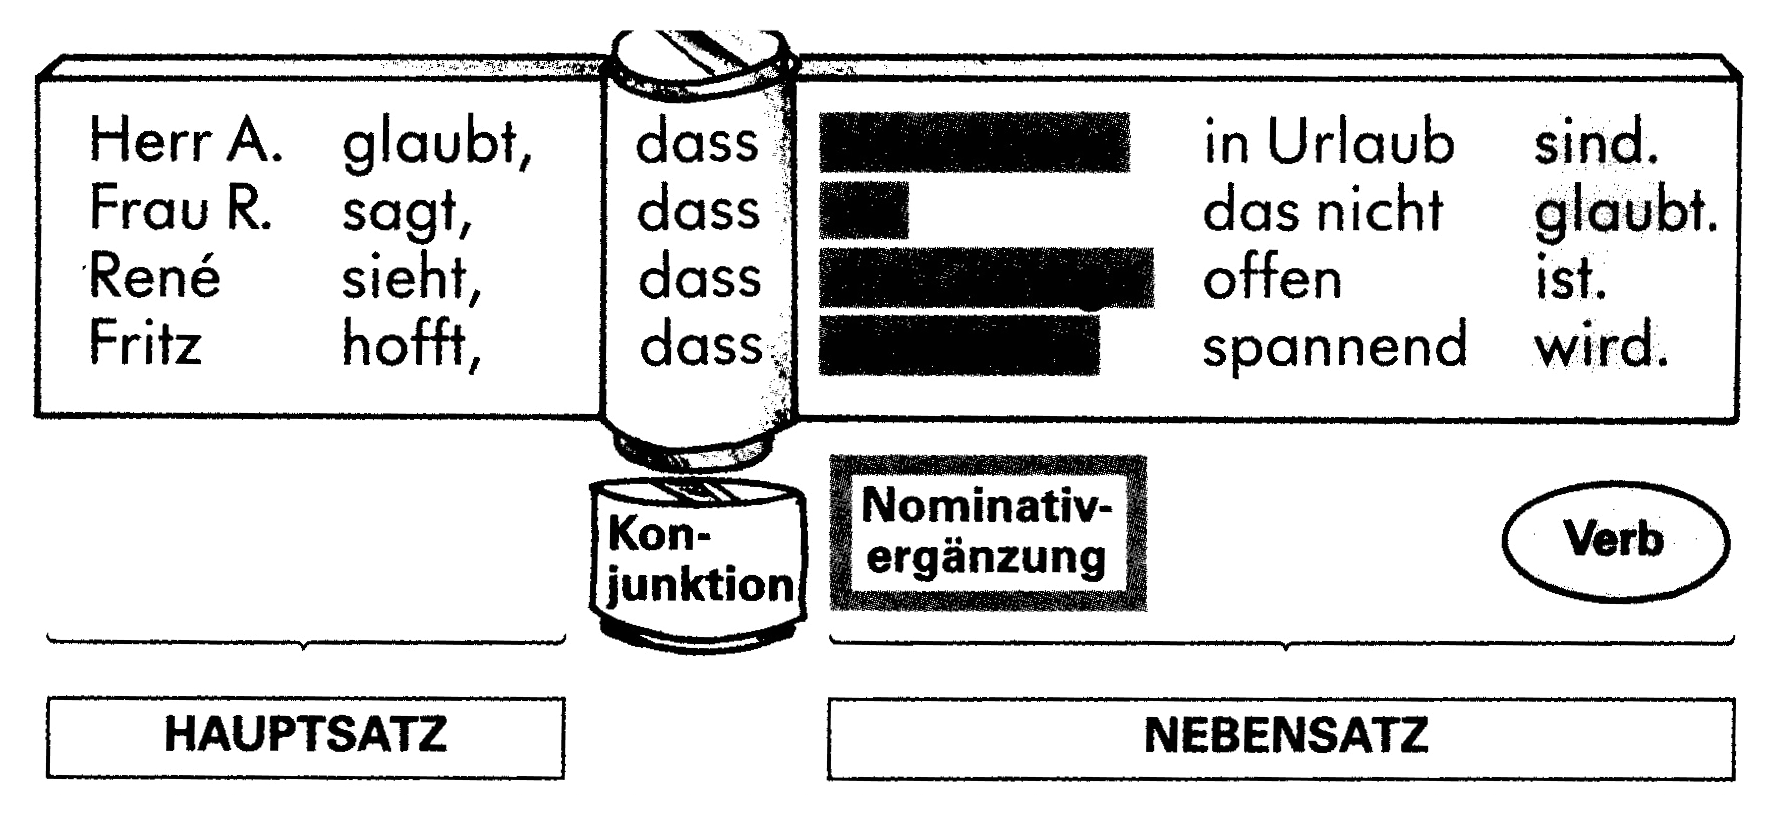 Herr A. glaubt, dass in Urlaub sind.
Frau R. sagt, dass das nicht glaubt.
René sieht, dass offen ist.
Fritz hofft, dass spannend wird.
Kon-
junktion
Nominativ-
ergänzung
Verb
HAUPTSATZ
NEBENSATZ